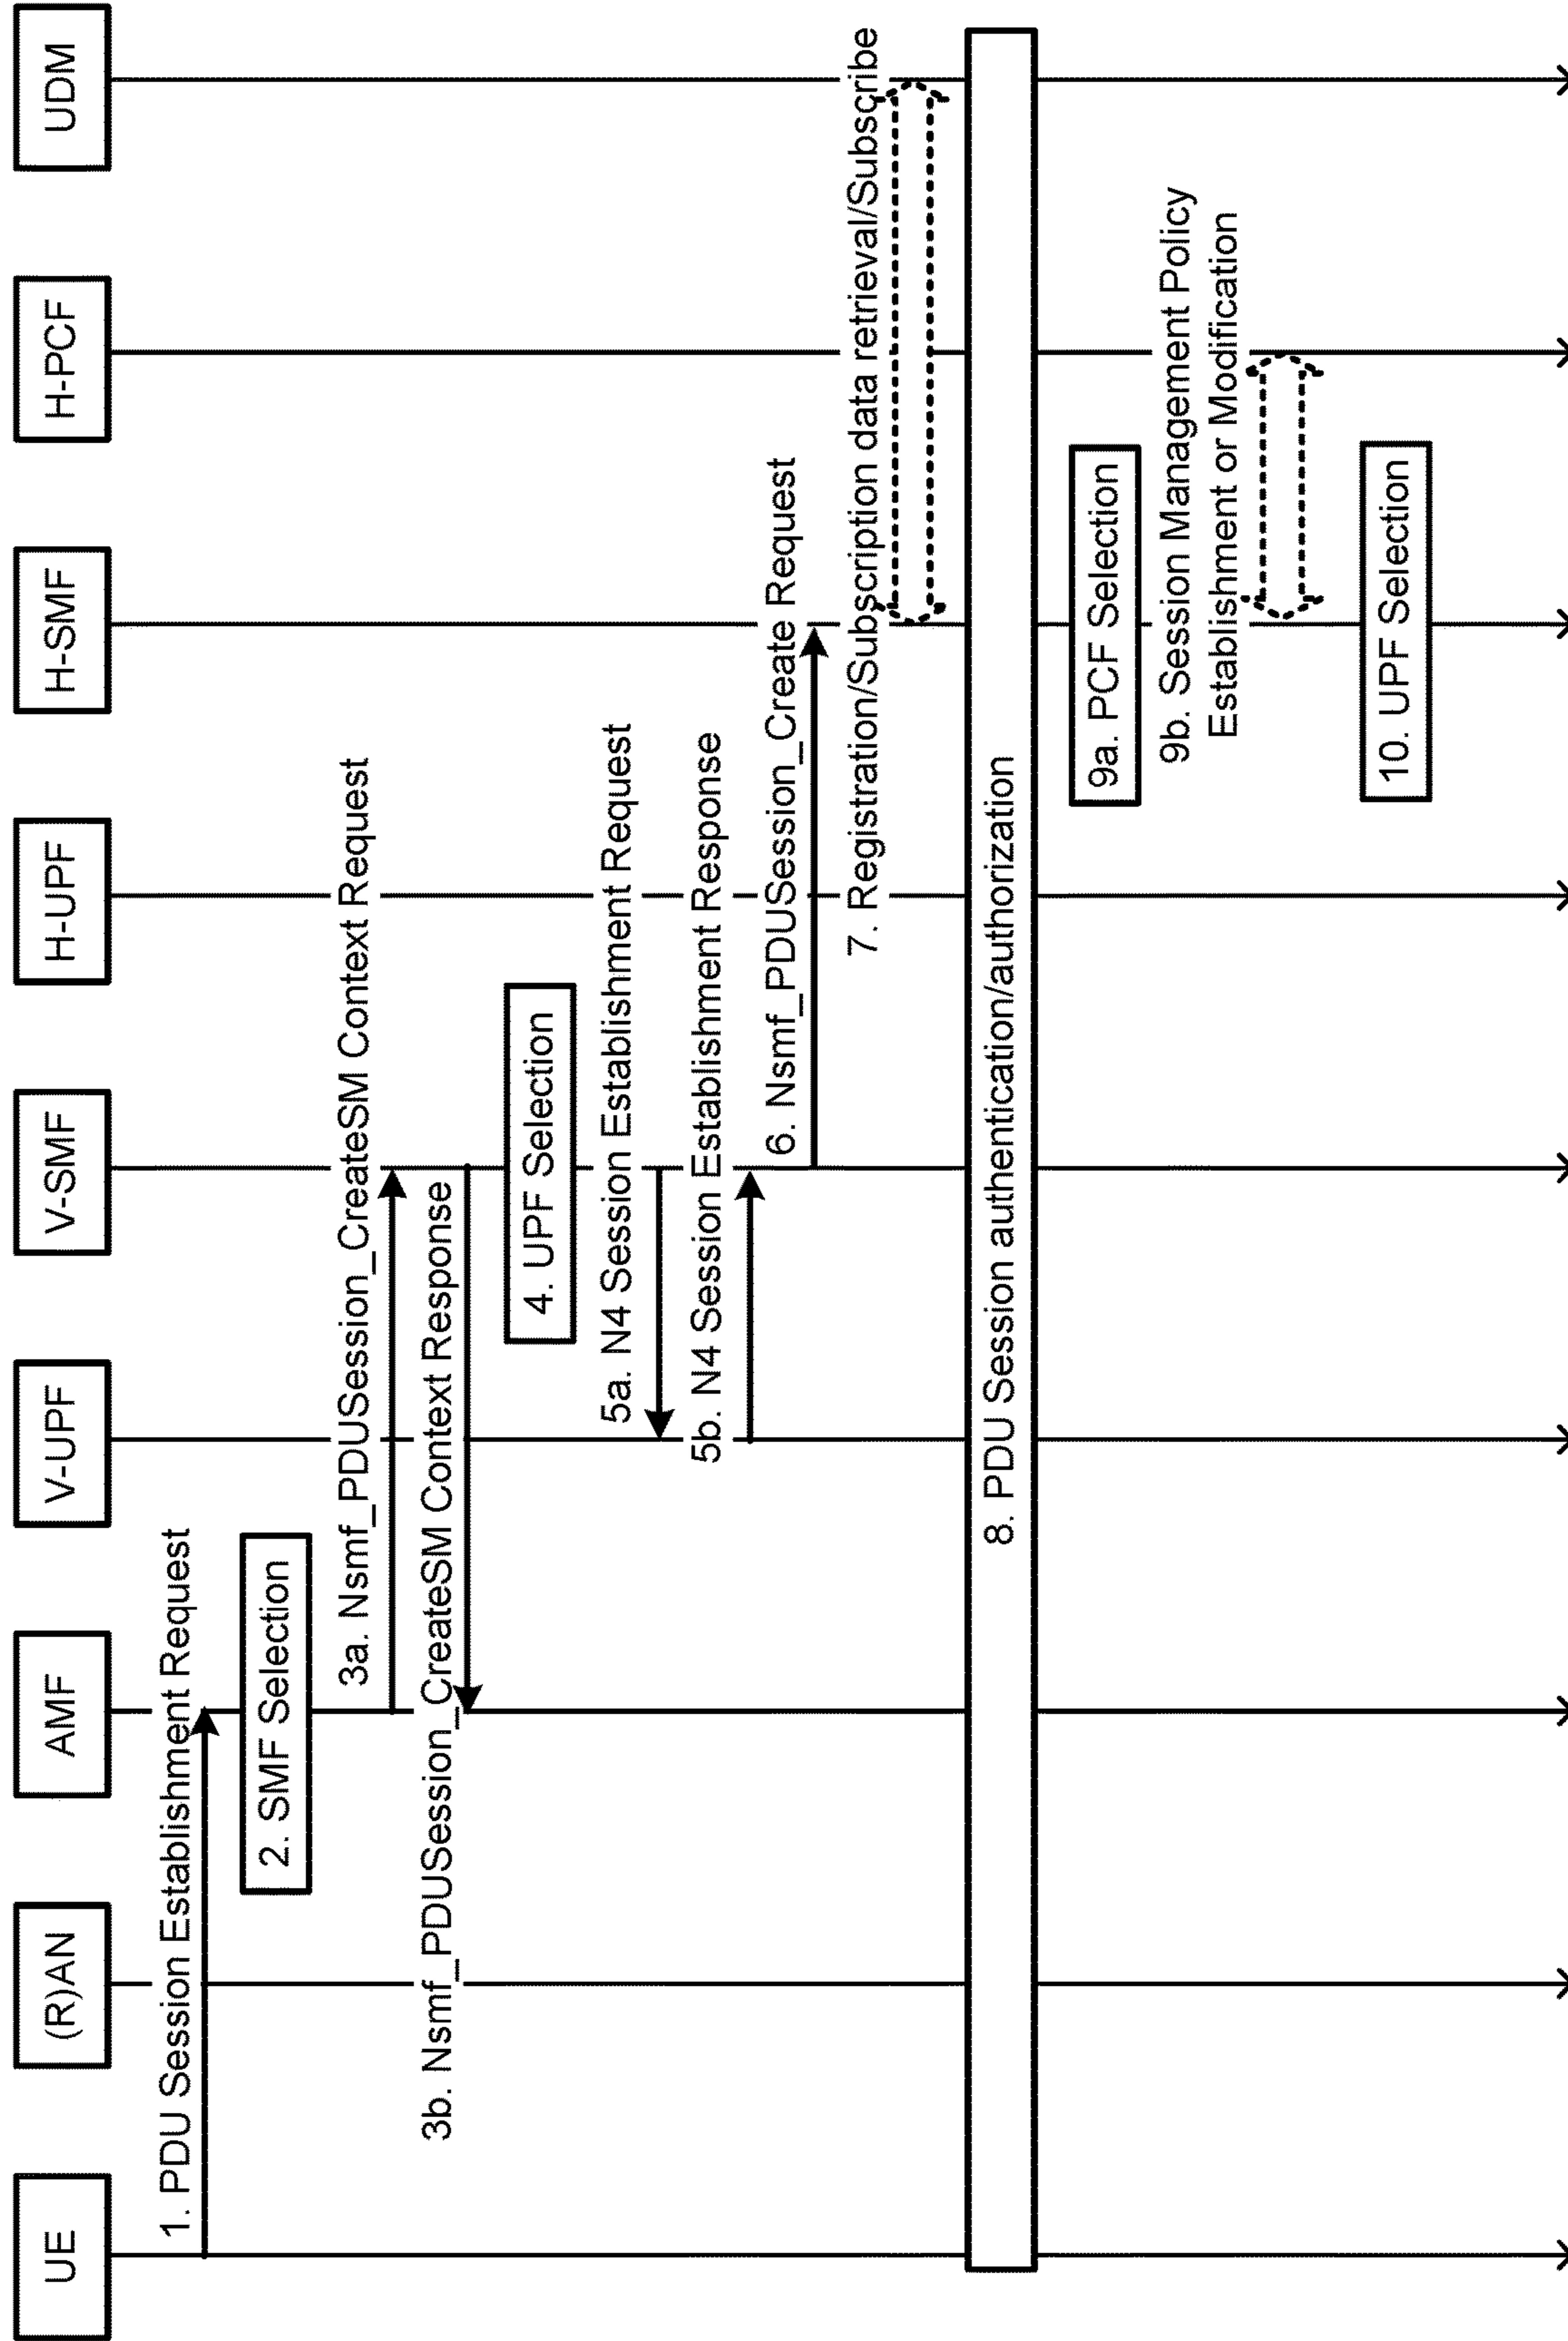 UE
(R)AN
AMF
V-UPF
V-SMF
H-UPF
H-SMF
H-PCF
UDM
1. PDU Session Establishment Request
2. SMF Selection
3a. Nsmf_PDUSession_CreateSM Context Request
3b. Nsmf_PDUSession_CreateSM Context Response
4. UPF Selection
5a. N4 Session Establishment Request
5b. N4 Session Establishment Response
6. Nsmf_PDUSession_Create Request
7. Registration/Subscription data retrieval/Subscribe
8. PDU Session authentication/authorization
9a. PCF Selection
9b. Session Management Policy
Establishment or Modification
10. UPF Selection